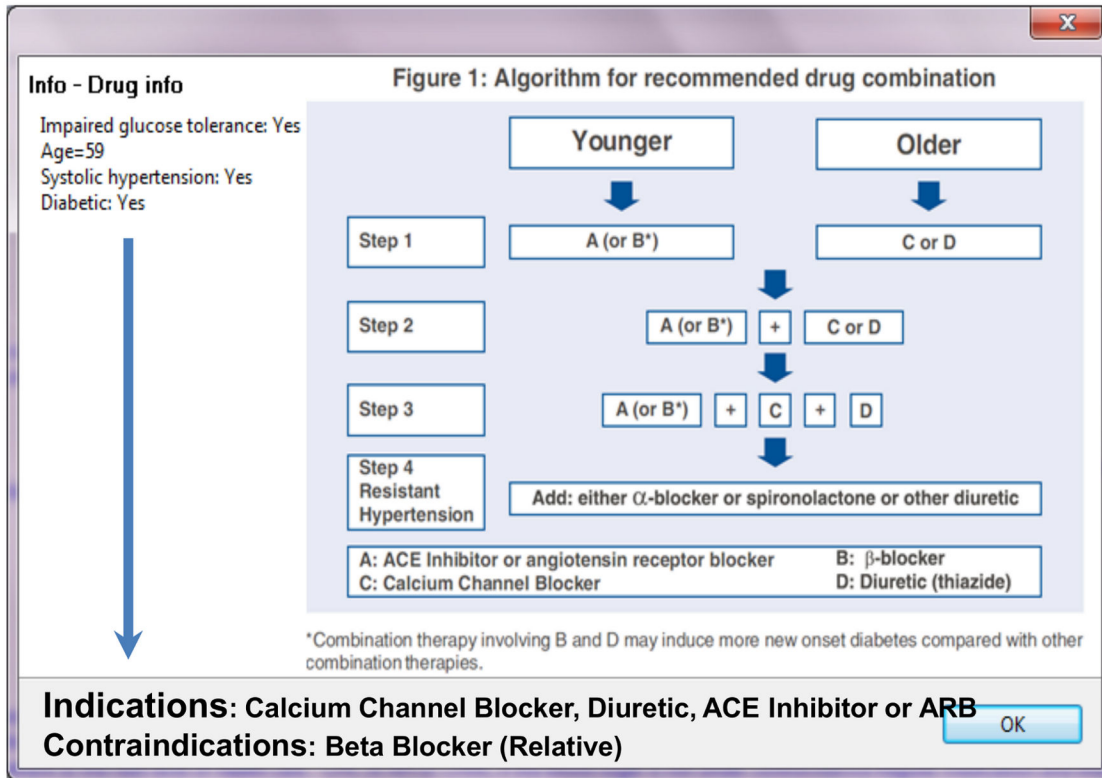 Info - Drug info
Impaired glucose tolerance: Yes
Age=59
Systolic hypertension: Yes
Diabetic: Yes
Figure 1: Algorithm for recommended drug combination
Younger
Older
Step 1
A (or B*)
C or D
Step 2
A (or B*)
+
C or D
Step 3
A (or B*)
+
C
+
D
Step 4
Resistant
Hypertension
Add: either α-blocker or spironolactone or other diuretic
A: ACE Inhibitor or angiotensin receptor blocker
B: β-blocker
C: Calcium Channel Blocker
D: Diuretic (thiazide)
*Combination therapy involving B and D may induce more new onset diabetes compared with other
combination therapies.
Indications: Calcium Channel Blocker, Diuretic, ACE Inhibitor or ARB
Contraindications: Beta Blocker (Relative)
OK